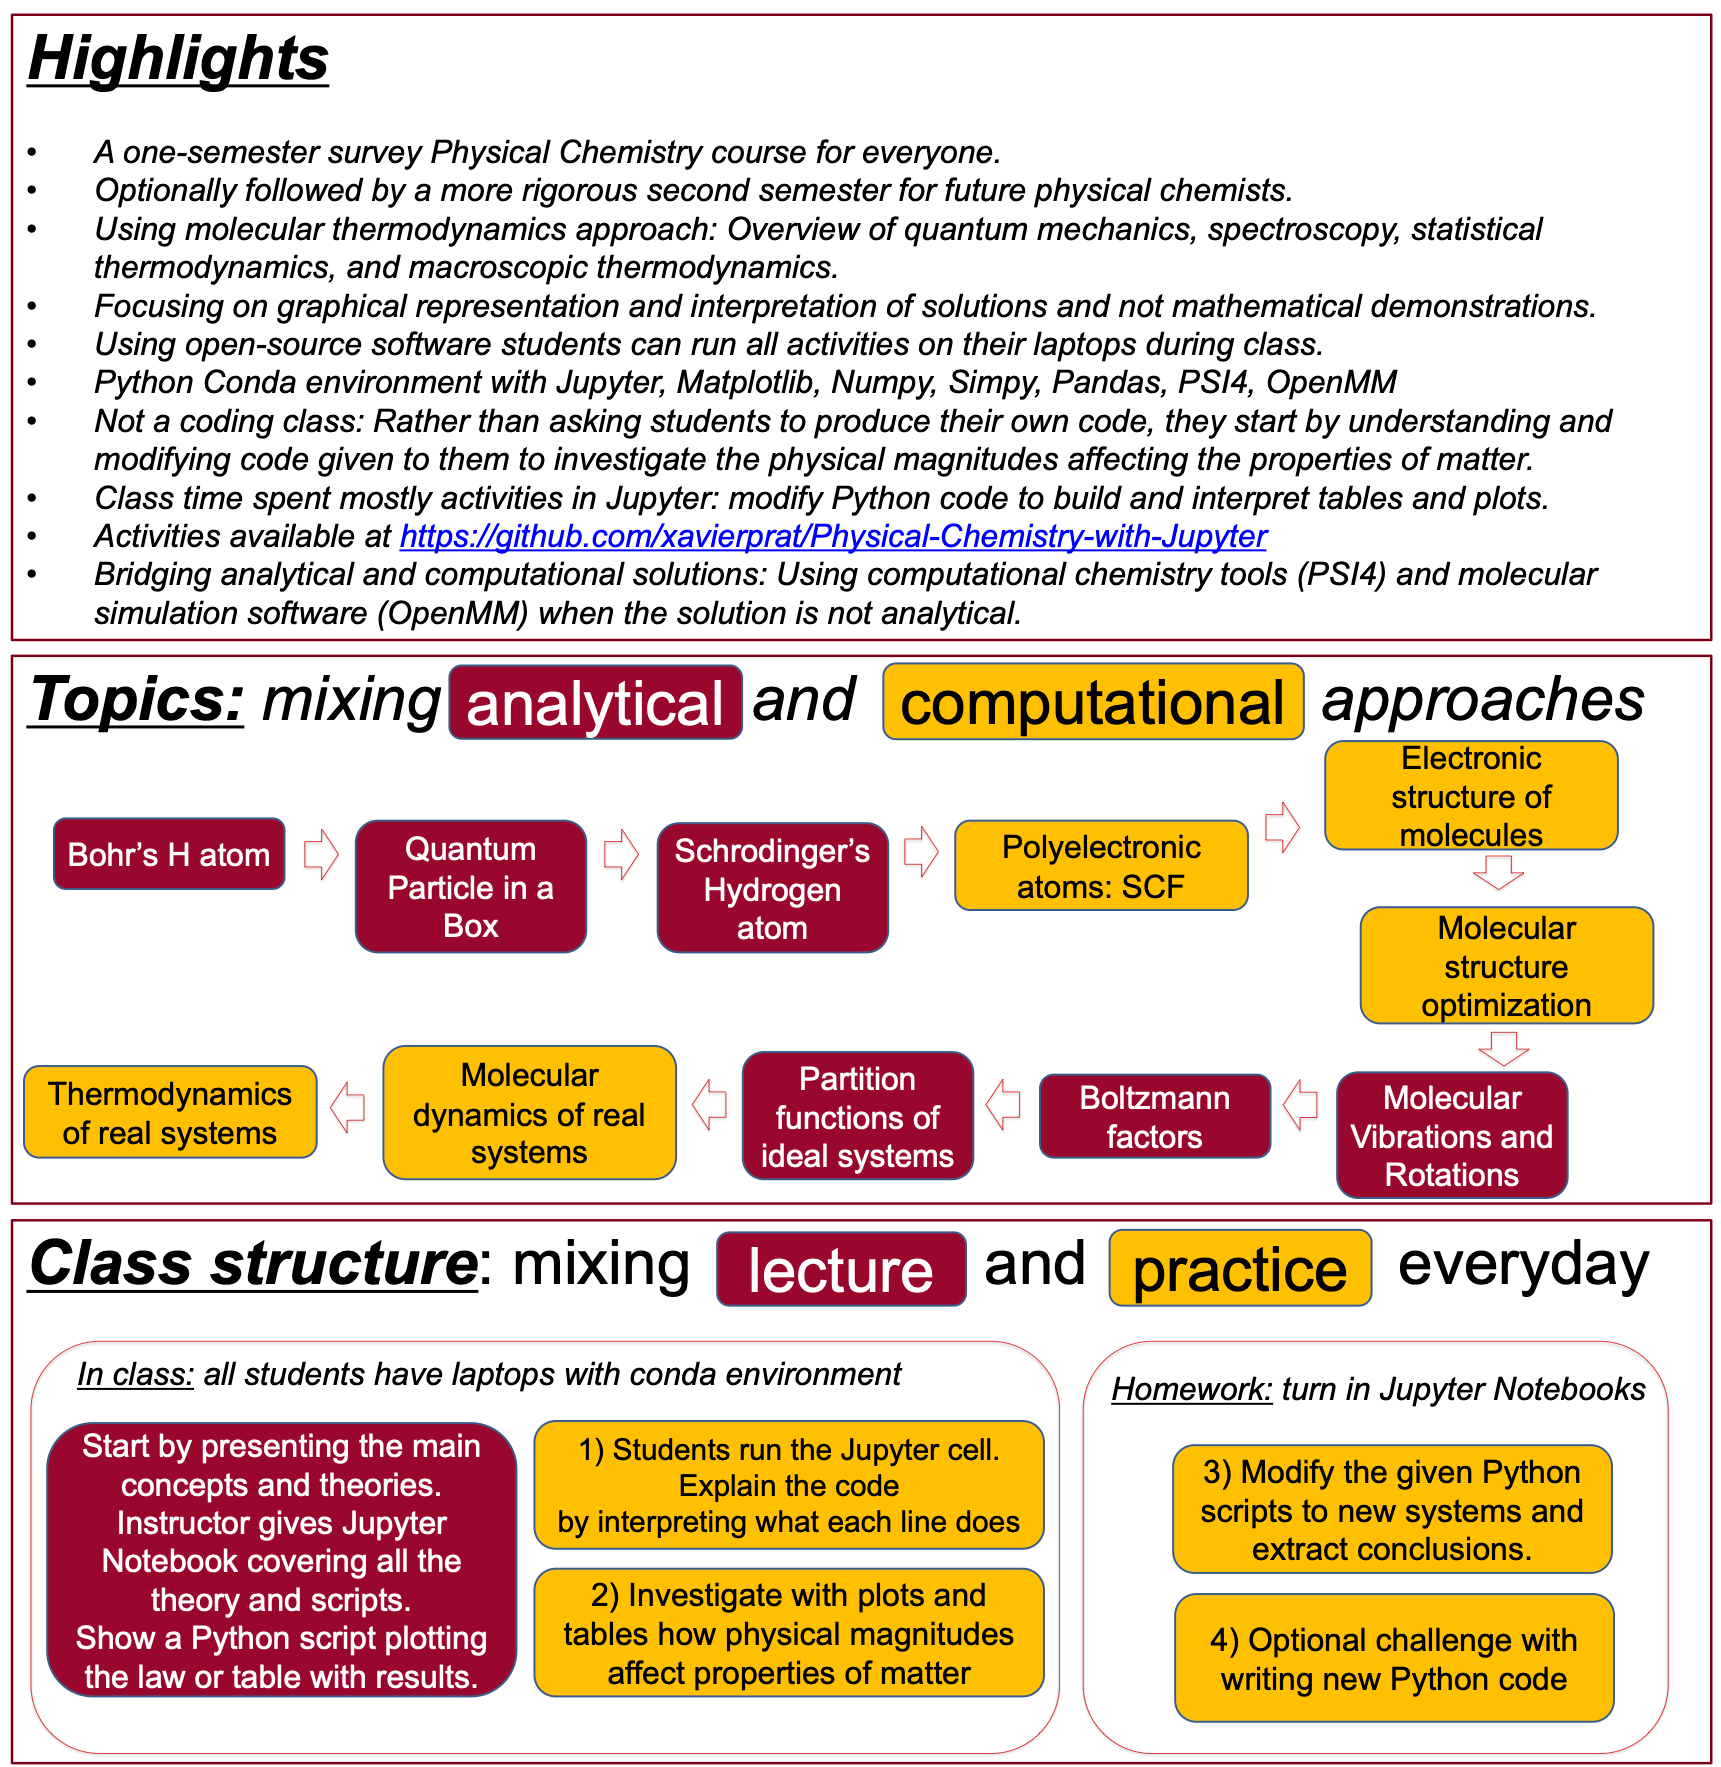 Highlights
• A one-semester survey Physical Chemistry course for everyone.
• Optionally followed by a more rigorous second semester for future physical chemists.
• Using molecular thermodynamics approach: Overview of quantum mechanics, spectroscopy, statistical
thermodynamics, and macroscopic thermodynamics.
• Focusing on graphical representation and interpretation of solutions and not mathematical demonstrations.
• Using open-source software students can run all activities on their laptops during class.
• Python Conda environment with Jupyter, Matplotlib, Numpy, Simpy, Pandas, PSI4, OpenMM
• Not a coding class: Rather than asking students to produce their own code, they start by understanding and
modifying code given to them to investigate the physical magnitudes affecting the properties of matter.
• Class time spent mostly activities in Jupyter: modify Python code to build and interpret tables and plots.
• Activities available at https://github.com/xavierprat/Physical-Chemistry-with-Jupyter
• Bridging analytical and computational solutions: Using computational chemistry tools (PSI4) and molecular
simulation software (OpenMM) when the solution is not analytical.
Topics: mixing analytical and computational approaches
Bohr's H atom
Quantum
Particle in a
Box
Schrodinger's
Hydrogen
atom
Polyelectronic
atoms: SCF
Electronic
structure of
molecules
Molecular
structure
optimization
Molecular
Vibrations and
Rotations
Boltzmann
factors
Partition
functions of
ideal systems
Molecular
dynamics of real
systems
Thermodynamics
of real systems
Class structure: mixing lecture and practice everyday
In class: all students have laptops with conda environment
Start by presenting the main
concepts and theories.
Instructor gives Jupyter
Notebook covering all the
theory and scripts.
Show a Python script plotting
the law or table with results.
1) Students run the Jupyter cell.
Explain the code
by interpreting what each line does
2) Investigate with plots and
tables how physical magnitudes
affect properties of matter
Homework: turn in Jupyter Notebooks
3) Modify the given Python
scripts to new systems and
extract conclusions.
4) Optional challenge with
writing new Python code